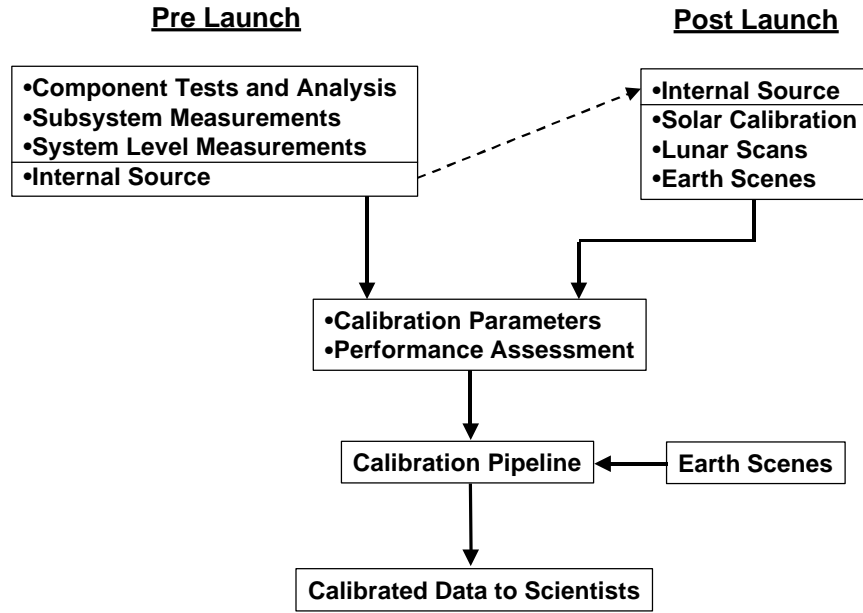 Pre Launch
•Component Tests and Analysis
•Subsystem Measurements
•System Level Measurements
•Internal Source
Post Launch
•Internal Source
•Solar Calibration
•Lunar Scans
•Earth Scenes
•Calibration Parameters
•Performance Assessment
Calibration Pipeline
Earth Scenes
Calibrated Data to Scientists